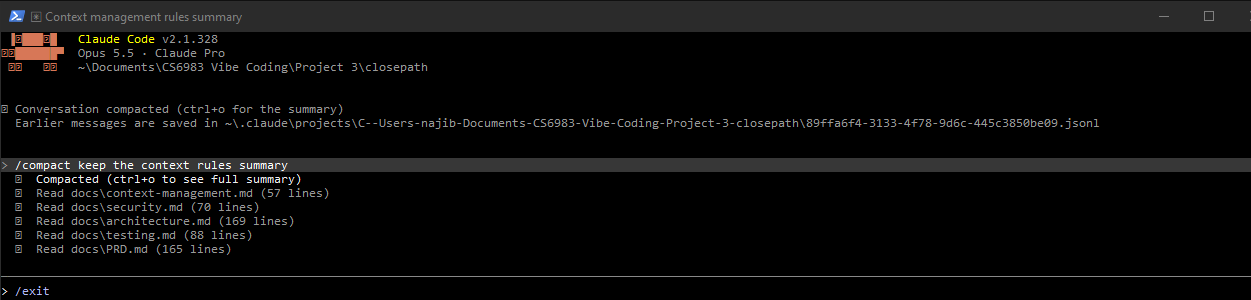 Context management rules summary
Claude Code v2.1.328
Opus 5.5 · Claude Pro
~\Documents\CS6983 Vibe Coding\Project 3\closepath
Conversation compacted (ctrl+o for the summary)
Earlier messages are saved in ~\.claude\projects\C--Users-najib-Documents-CS6983-Vibe-Coding-Project-3-closepath\89ffa6f4-3133-4f78-9d6c-445c3850be09.jsonl
> /compact keep the context rules summary
Compacted (ctrl+o to see full summary)
Read docs\context-management.md (57 lines)
Read docs\security.md (70 lines)
Read docs\architecture.md (169 lines)
Read docs\testing.md (88 lines)
Read docs\PRD.md (165 lines)
> /exit